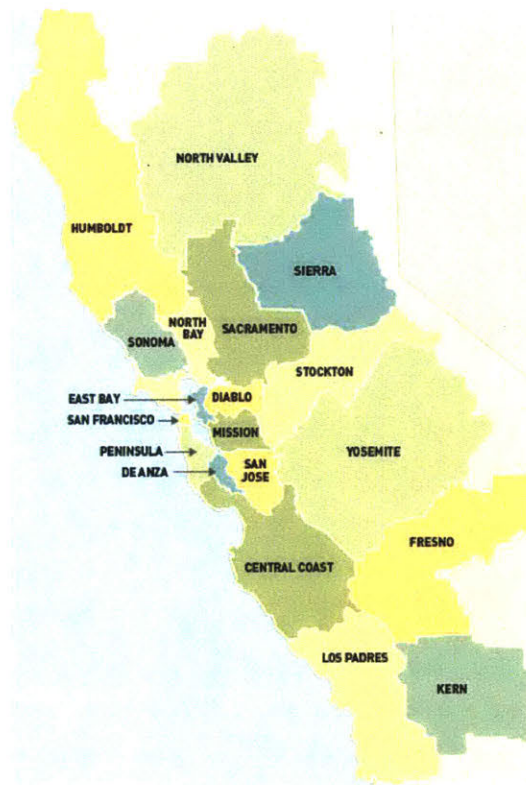 NORTH VALLEY
HUMBOLDT
SIERRA
NORTH
BAY
SACRAMENTO
SONOMA
STOCKTON
EAST BAY
DIABLO
SAN FRANCISCO
MISSION
PENINSULA
YOSEMITE
DE ANZA
SAN
JOSE
FRESNO
CENTRAL COAST
LOS PADRES
KERN